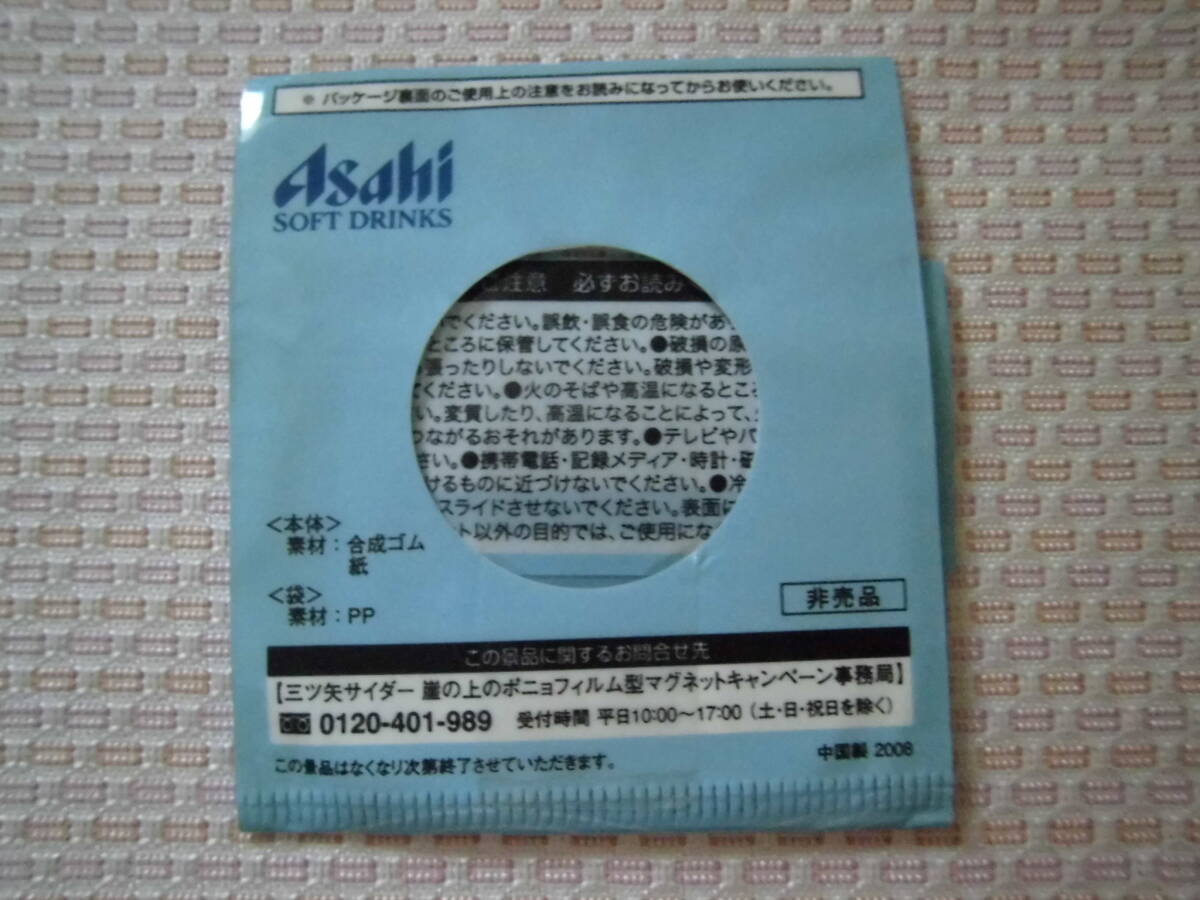 ※ パッケージ裏面のご使用上の注意をお読みになってからお使いください。
Asahi
SOFT DRINKS
ご注意 必ずお読み
いでください。誤飲・誤食の危険があ
ところに保管してください。●破損の原
張ったりしないでください。破損や変形
ください。●火のそばや高温になるところ
い。変質したり、高温になることによって、
つながるおそれがあります。●テレビやパ
さい。●携帯電話・記録メディア・時計・磁
けるものに近づけないでください。●冷
スライドさせないでください。表面に
ト以外の目的では、ご使用にな
<本体>
素材：合成ゴム
紙
<袋>
素材：PP
非売品
この景品に関するお問合せ先
【三ツ矢サイダー 崖の上のポニョフィルム型マグネットキャンペーン事務局】
0120-401-989 受付時間 平日10:00～17:00（土・日・祝日を除く）
この景品はなくなり次第終了させていただきます。
中国製 2008